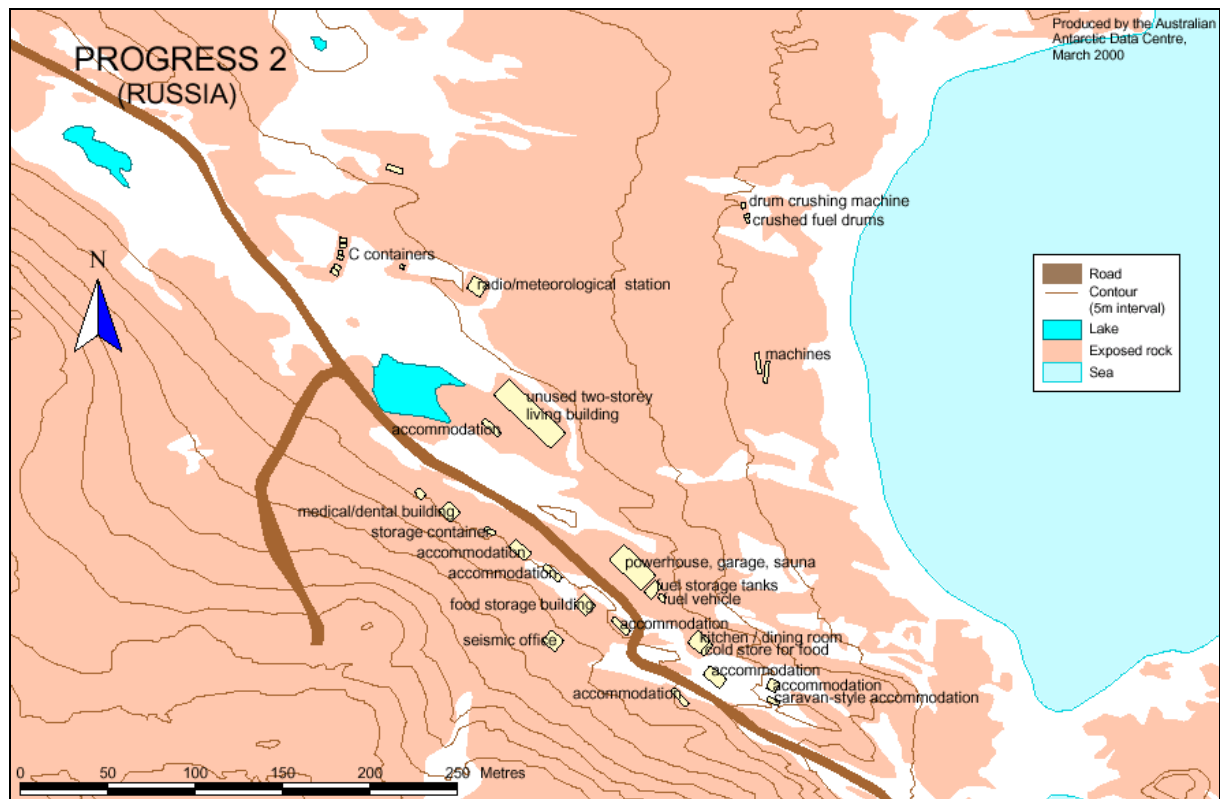 Produced by the Australian
Antarctic Data Centre,
March 2000
PROGRESS 2
(RUSSIA)
drum crushing machine
crushed fuel drums
C containers
N
radio/meteorological station
Road
Contour
(5m interval)
Lake
Exposed rock
Sea
machines
unused two-storey
living building
accommodation
medical/dental building
storage container
accommodation
powerhouse, garage, sauna
accommodation
fuel storage tanks
fuel vehicle
food storage building
accommodation
seismic office
kitchen / dining room
cold store for food
accommodation
accommodation
accommodation
caravan-style accommodation
0 50 100 150 200 250 Metres